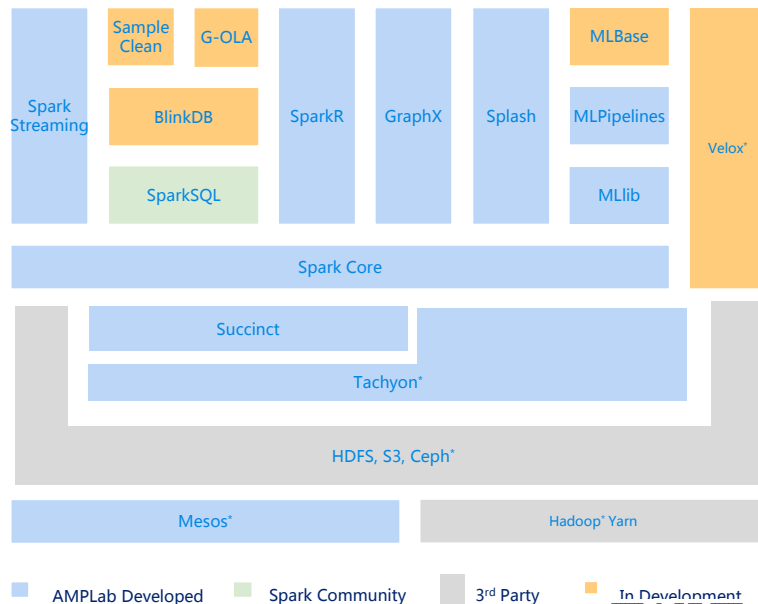 Sample
Clean
G-OLA
MLBase
Spark
Streaming
BlinkDB
SparkR
GraphX
Splash
MLPipelines
Velox*
SparkSQL
MLlib
Spark Core
Succinct
Tachyon*
HDFS, S3, Ceph*
Mesos*
Hadoop* Yarn
AMPLab Developed
Spark Community
3rd Party
In Development